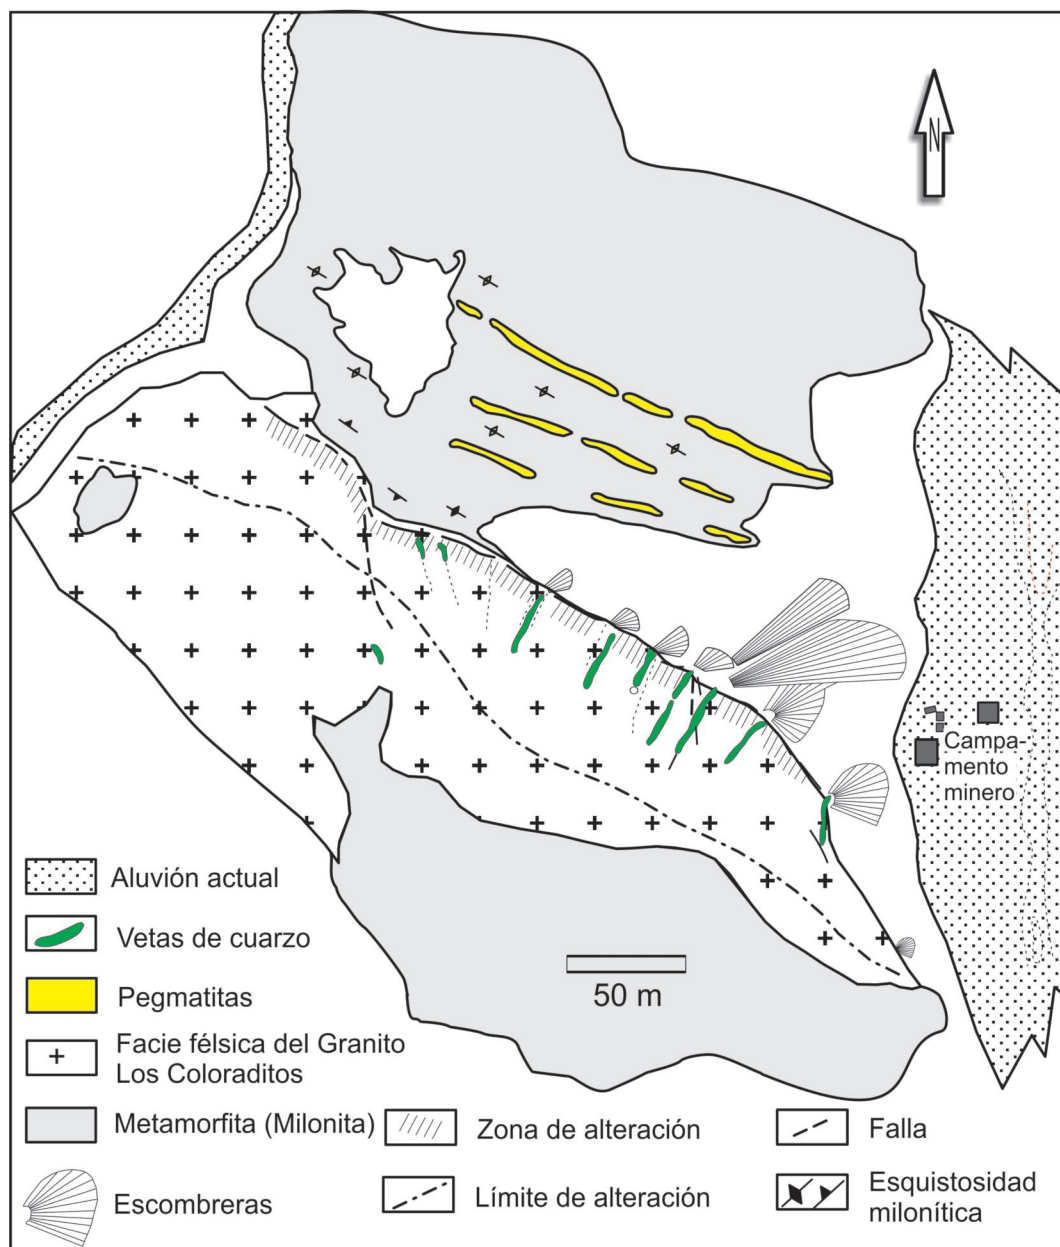 N
Campa-
mento
minero
50 m
Aluvión actual
Vetas de cuarzo
Pegmatitas
Facie félsica del Granito
Los Coloraditos
Metamorfita (Milonita)
Zona de alteración
Falla
Escombreras
Límite de alteración
Esquistosidad
milonítica